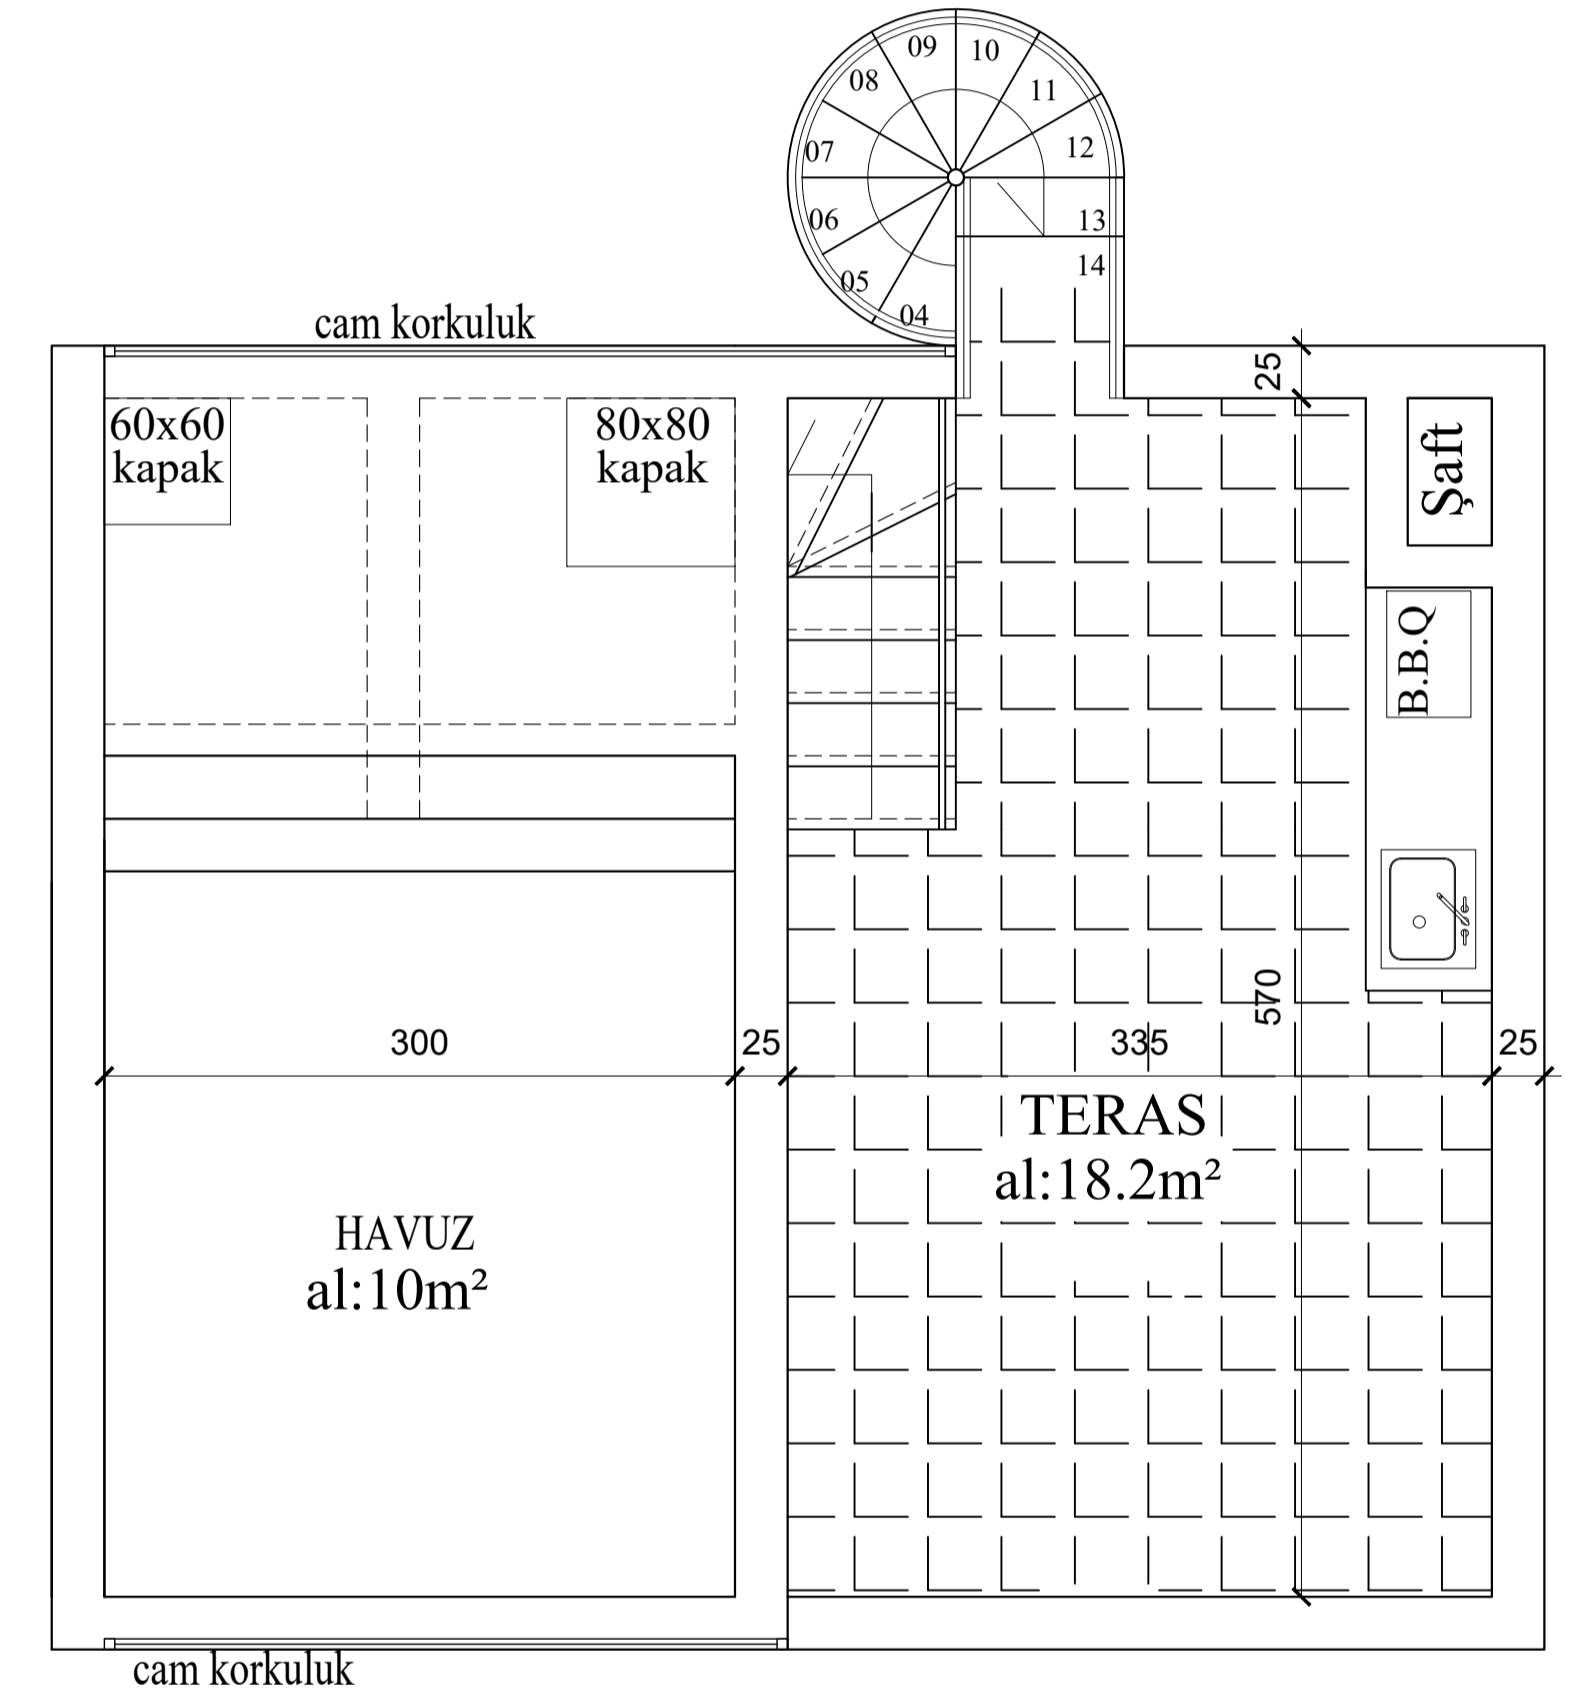 09
10
08
11
07
12
06
13
05
14
04
cam korkuluk
25
60x60
kapak
80x80
kapak
Şaft
B.B.Q
570
300
25
335
25
TERAS
al:18.2m²
HAVUZ
al:10m²
cam korkuluk